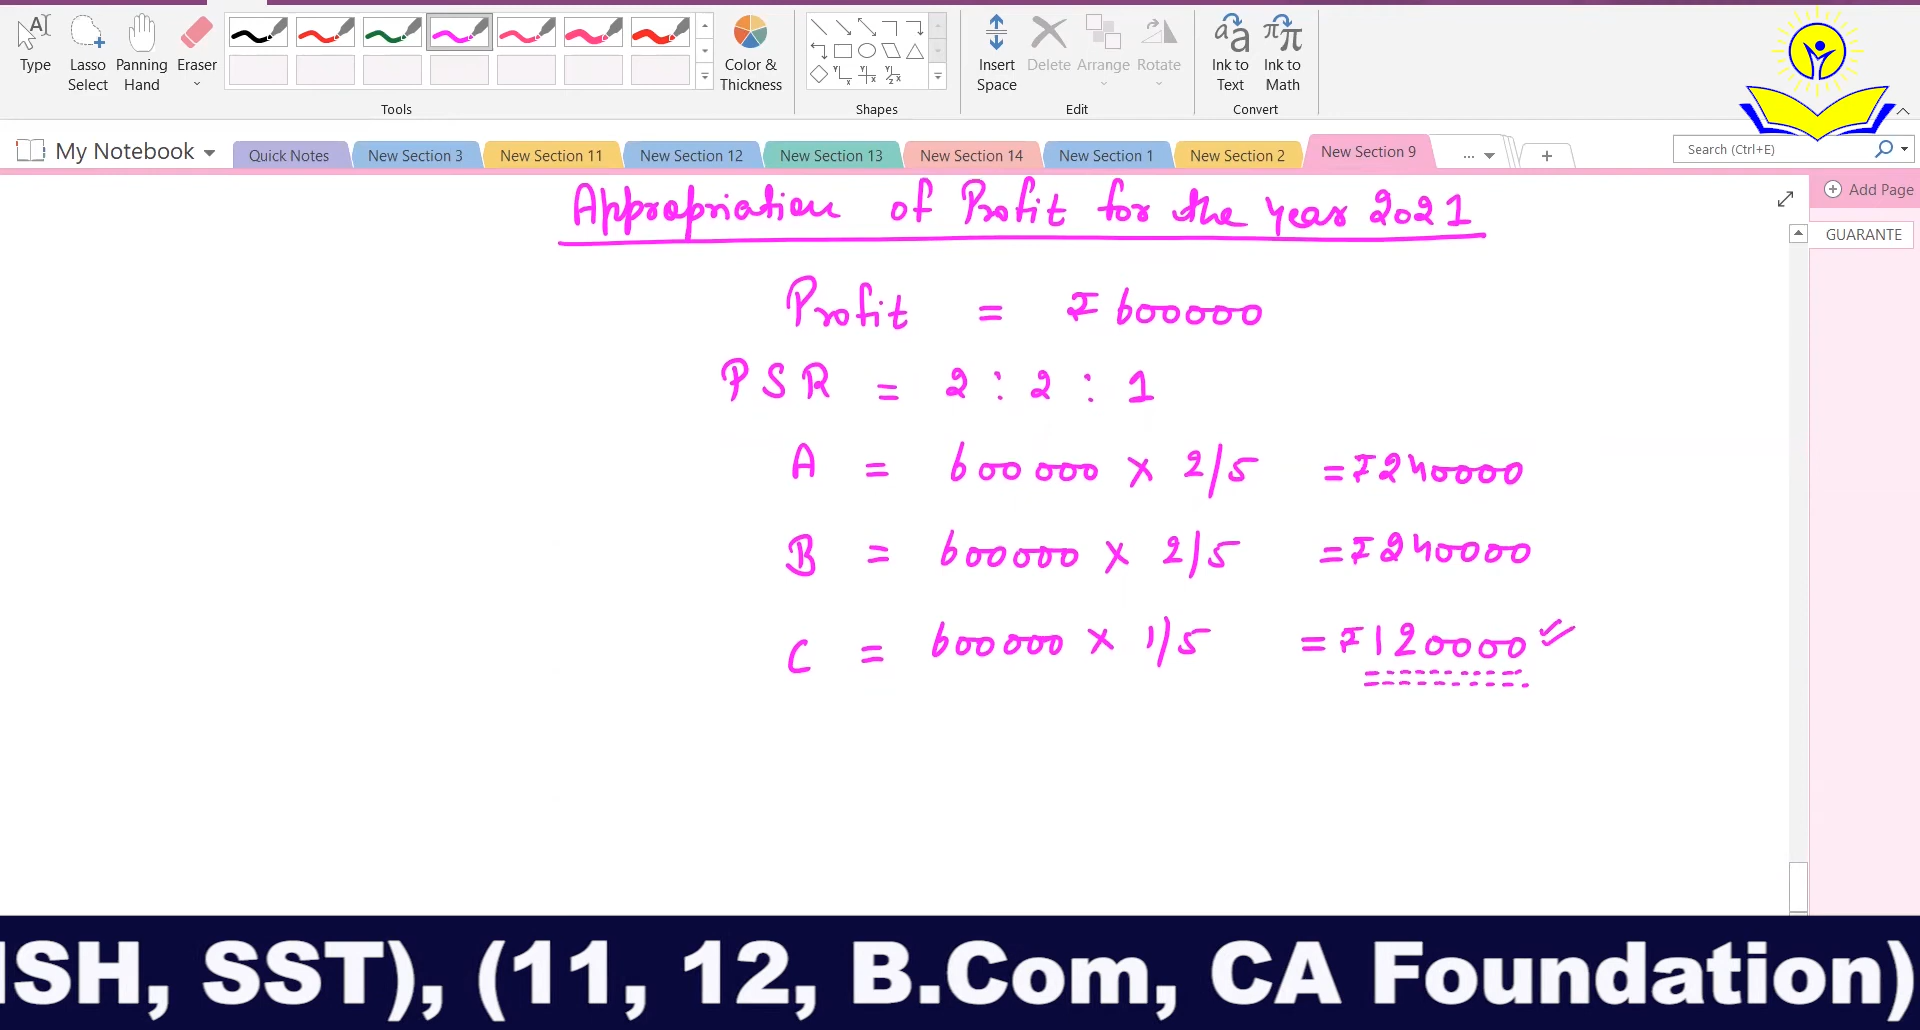 Type
Lasso Select
Panning Hand
Eraser
Color & Thickness
Insert Space
Delete
Arrange
Rotate
Ink to Text
Ink to Math
Tools
Shapes
Edit
Convert
My Notebook
Quick Notes
New Section 3
New Section 11
New Section 12
New Section 13
New Section 14
New Section 1
New Section 2
New Section 9
...
Search (Ctrl+E)
Add Page
GUARANTE
Appropriation of Profit for the year 2021
Profit = ₹ 600000
PSR = 2 : 2 : 1
A = 600000 × 2/5 = ₹240000
B = 600000 × 2/5 = ₹240000
C = 600000 × 1/5 = ₹120000
ISH, SST), (11, 12, B.Com, CA Foundation)